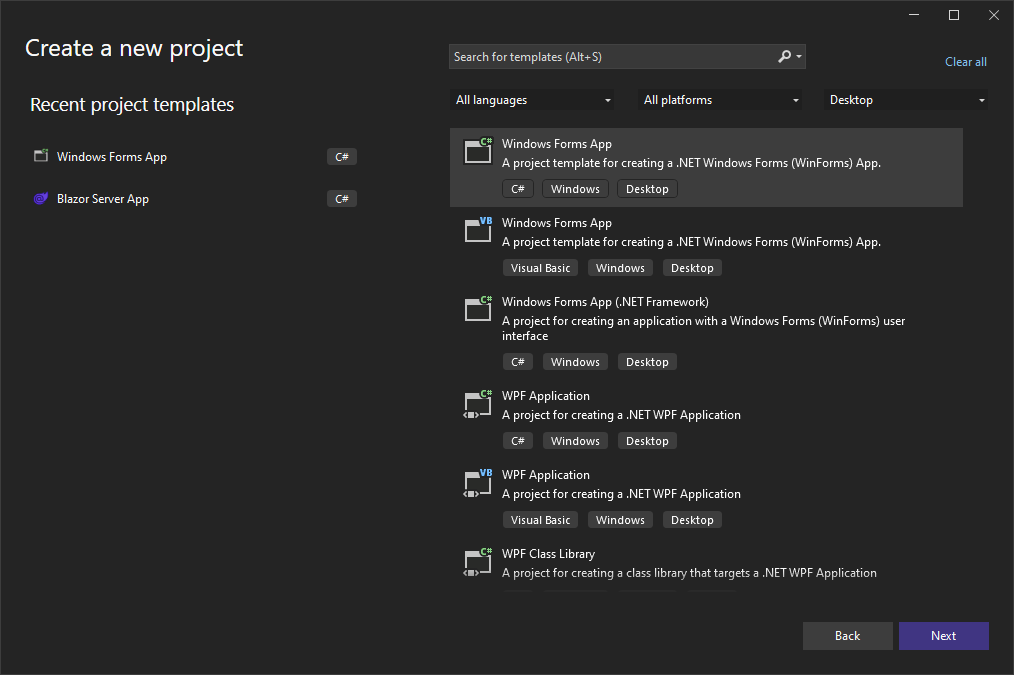 Create a new project
Search for templates (Alt+S)
Clear all
Recent project templates
All languages
All platforms
Desktop
Windows Forms App
C#
Blazor Server App
C#
C#
Windows Forms App
A project template for creating a .NET Windows Forms (WinForms) App.
C# Windows Desktop
VB
Windows Forms App
A project template for creating a .NET Windows Forms (WinForms) App.
Visual Basic Windows Desktop
C#
Windows Forms App (.NET Framework)
A project for creating an application with a Windows Forms (WinForms) user
interface
C# Windows Desktop
C#
WPF Application
A project for creating a .NET WPF Application
C# Windows Desktop
VB
WPF Application
A project for creating a .NET WPF Application
Visual Basic Windows Desktop
C#
WPF Class Library
A project for creating a class library that targets a .NET WPF Application
Back
Next